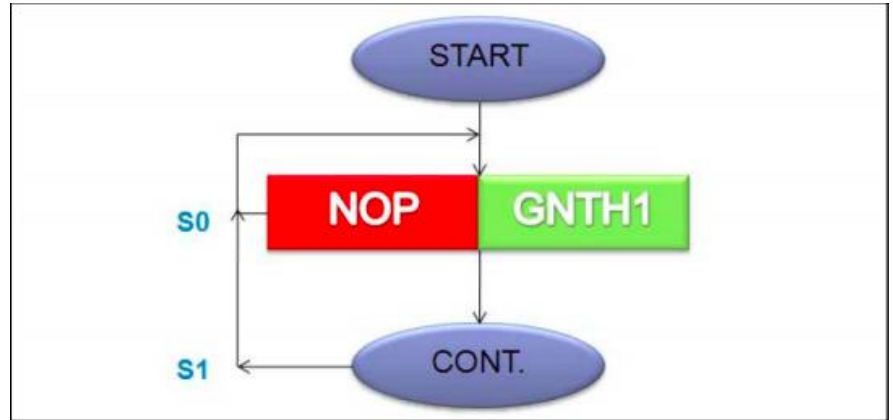 START
NOP GNTH1
S0
CONT.
S1